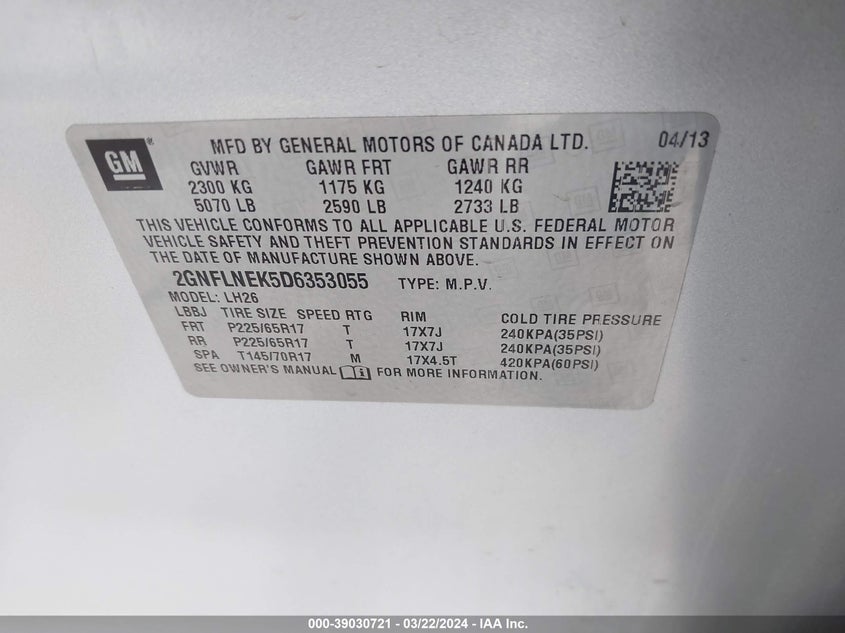 GM® MFD BY GENERAL MOTORS OF CANADA LTD. 04/13
GVWR GAWR FRT GAWR RR
2300 KG 1175 KG 1240 KG
5070 LB 2590 LB 2733 LB
THIS VEHICLE CONFORMS TO ALL APPLICABLE U.S. FEDERAL MOTOR
VEHICLE SAFETY AND THEFT PREVENTION STANDARDS IN EFFECT ON
THE DATE OF MANUFACTURE SHOWN ABOVE.
2GNFLNEK5D6353055 TYPE: M.P.V.
MODEL: LH26
LBBJ TIRE SIZE SPEED RTG RIM COLD TIRE PRESSURE
FRT P225/65R17 T 17X7J 240KPA(35PSI)
RR P225/65R17 T 17X7J 240KPA(35PSI)
SPA T145/70R17 M 17X4.5T 420KPA(60PSI)
SEE OWNER'S MANUAL FOR MORE INFORMATION.
000-39030721 - 03/22/2024 - IAA Inc.